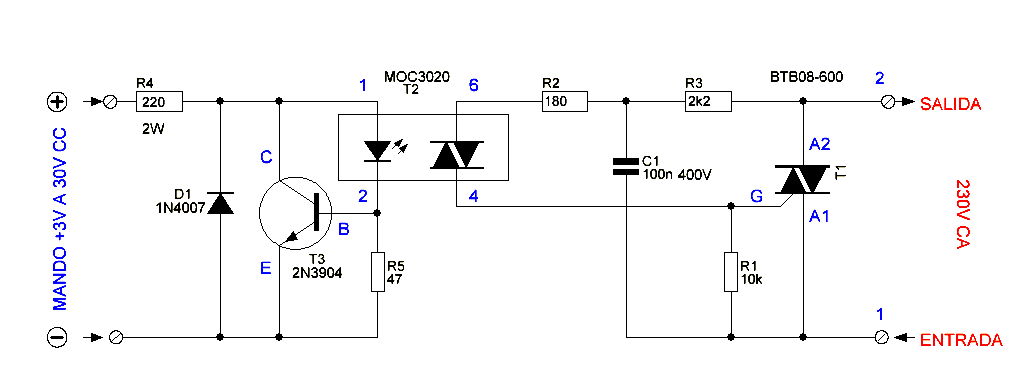 MOC3020
T2
BTB08-600
R4
220
2W
1
6
R2
180
R3
2k2
2
SALIDA
+
MANDO +3V A 30V CC
C
D1
1N4007
2
4
C1
100n 400V
A2
T1
G
A1
B
E
T3
2N3904
R5
47
R1
10k
230V CA
1
ENTRADA
−